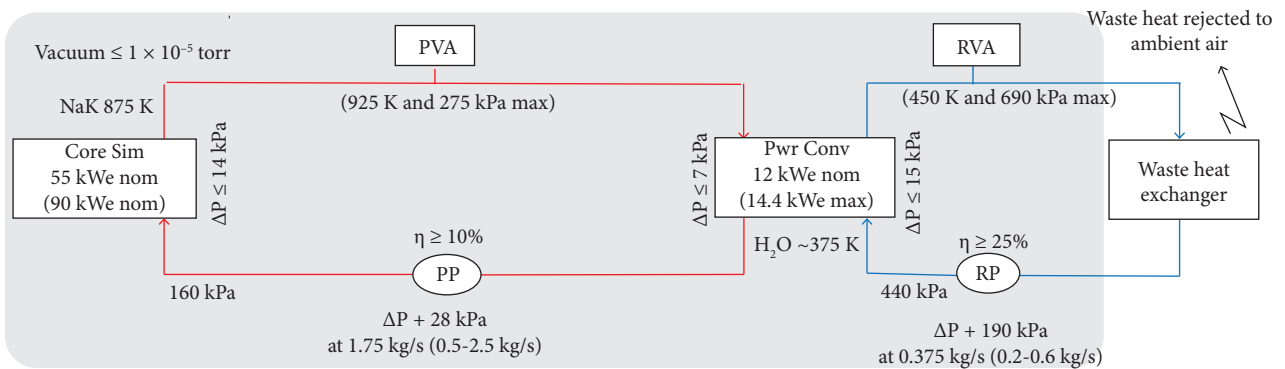 Vacuum ≤ 1 × 10⁻⁵ torr
PVA
RVA
Waste heat rejected to
ambient air
NaK 875 K
(925 K and 275 kPa max)
(450 K and 690 kPa max)
Core Sim
55 kWe nom
(90 kWe nom)
ΔP ≤ 14 kPa
ΔP ≤ 7 kPa
Pwr Conv
12 kWe nom
(14.4 kWe max)
ΔP ≤ 15 kPa
Waste heat
exchanger
η ≥ 10%
PP
160 kPa
H₂O ~375 K
η ≥ 25%
RP
440 kPa
ΔP + 28 kPa
at 1.75 kg/s (0.5-2.5 kg/s)
ΔP + 190 kPa
at 0.375 kg/s (0.2-0.6 kg/s)